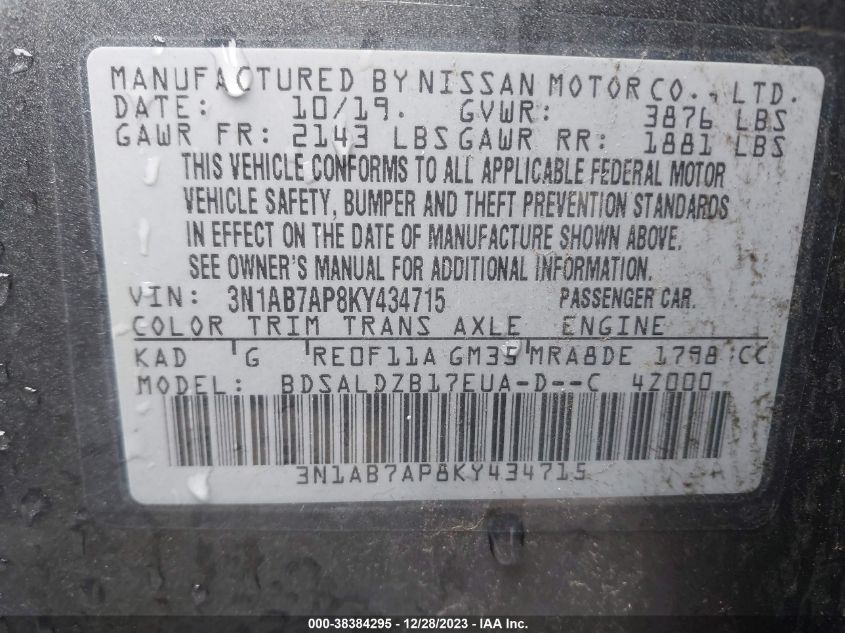 MANUFACTURED BY NISSAN MOTOR CO., LTD.
DATE: 10/19. GVWR: 3876 LBS
GAWR FR: 2143 LBS GAWR RR: 1881 LBS
THIS VEHICLE CONFORMS TO ALL APPLICABLE FEDERAL MOTOR
VEHICLE SAFETY, BUMPER AND THEFT PREVENTION STANDARDS
IN EFFECT ON THE DATE OF MANUFACTURE SHOWN ABOVE.
SEE OWNER'S MANUAL FOR ADDITIONAL INFORMATION.
VIN: 3N1AB7AP8KY434715 PASSENGER CAR.
COLOR TRIM TRANS AXLE ENGINE
KAD G RE0F11A GM35 MRA8DE 1798 CC
MODEL: BDSALDZB17EUA-D--C 4Z000
3N1AB7AP8KY434715
000-38384295 - 12/28/2023 - IAA Inc.